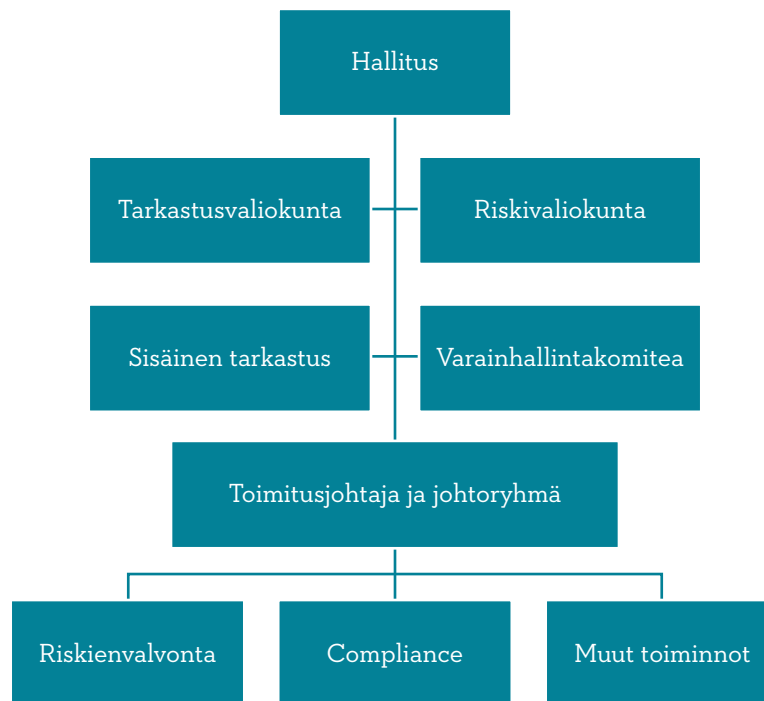 Hallitus
Tarkastusvaliokunta
Riskivaliokunta
Sisäinen tarkastus
Varainhallintakomitea
Toimitusjohtaja ja johtoryhmä
Riskienvalvonta
Compliance
Muut toiminnot